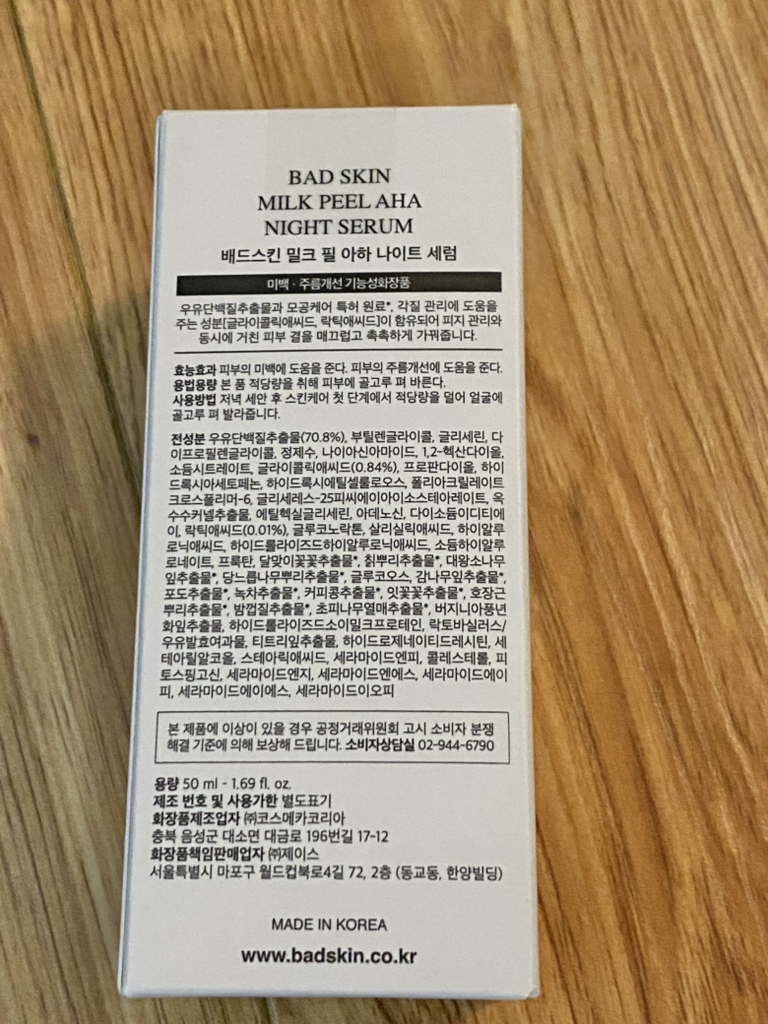 BAD SKIN
MILK PEEL AHA
NIGHT SERUM
배드스킨 밀크 필 아하 나이트 세럼
미백 · 주름개선 기능성화장품
우유단백질추출물과 모공케어 특허 원료*, 각질 관리에 도움을
주는 성분[글라이콜릭애씨드, 락틱애씨드]이 함유되어 피지 관리와
동시에 거친 피부 결을 매끄럽고 촉촉하게 가꿔줍니다.
효능효과 피부의 미백에 도움을 준다. 피부의 주름개선에 도움을 준다.
용법용량 본 품 적당량을 취해 피부에 골고루 펴 바른다.
사용방법 저녁 세안 후 스킨케어 첫 단계에서 적당량을 덜어 얼굴에
골고루 펴 발라줍니다.
전성분 우유단백질추출물(70.8%), 부틸렌글라이콜, 글리세린, 다
이프로필렌글라이콜, 정제수, 나이아신아마이드, 1,2-헥산다이올,
소듐시트레이트, 글라이콜릭애씨드(0.84%), 프로판다이올, 하이
드록시아세토페논, 하이드록시에틸셀룰로오스, 폴리아크릴레이트
크로스폴리머-6, 글리세레스-25피씨에이아이소스테아레이트, 옥
수수커넬추출물, 에틸헥실글리세린, 아데노신, 다이소듐이디티에
이, 락틱애씨드(0.01%), 글루코노락톤, 살리실릭애씨드, 하이알루
로닉애씨드, 하이드롤라이즈드하이알루로닉애씨드, 소듐하이알루
로네이트, 프룩탄, 달맞이꽃꽃추출물*, 칡뿌리추출물*, 대왕소나무
잎추출물*, 당느릅나무뿌리추출물*, 글루코오스, 감나무잎추출물*,
포도추출물*, 녹차추출물*, 커피콩추출물*, 잇꽃꽃추출물*, 호장근
뿌리추출물*, 밤껍질추출물*, 초피나무열매추출물*, 버지니아풍년
화잎추출물, 하이드롤라이즈드소이밀크프로테인, 락토바실러스/
우유발효여과물, 티트리잎추출물, 하이드로제네이티드레시틴, 세
테아릴알코올, 스테아릭애씨드, 세라마이드엔피, 콜레스테롤, 피
토스핑고신, 세라마이드엔지, 세라마이드엔에스, 세라마이드에이
피, 세라마이드에이에스, 세라마이드이오피
본 제품에 이상이 있을 경우 공정거래위원회 고시 소비자 분쟁
해결 기준에 의해 보상해 드립니다. 소비자상담실 02-944-6790
용량 50 ml - 1.69 fl. oz.
제조 번호 및 사용가한 별도표기
화장품제조업자 ㈜코스메카코리아
충북 음성군 대소면 대금로 196번길 17-12
화장품책임판매업자 ㈜제이스
서울특별시 마포구 월드컵북로4길 72, 2층 (동교동, 한양빌딩)
MADE IN KOREA
www.badskin.co.kr